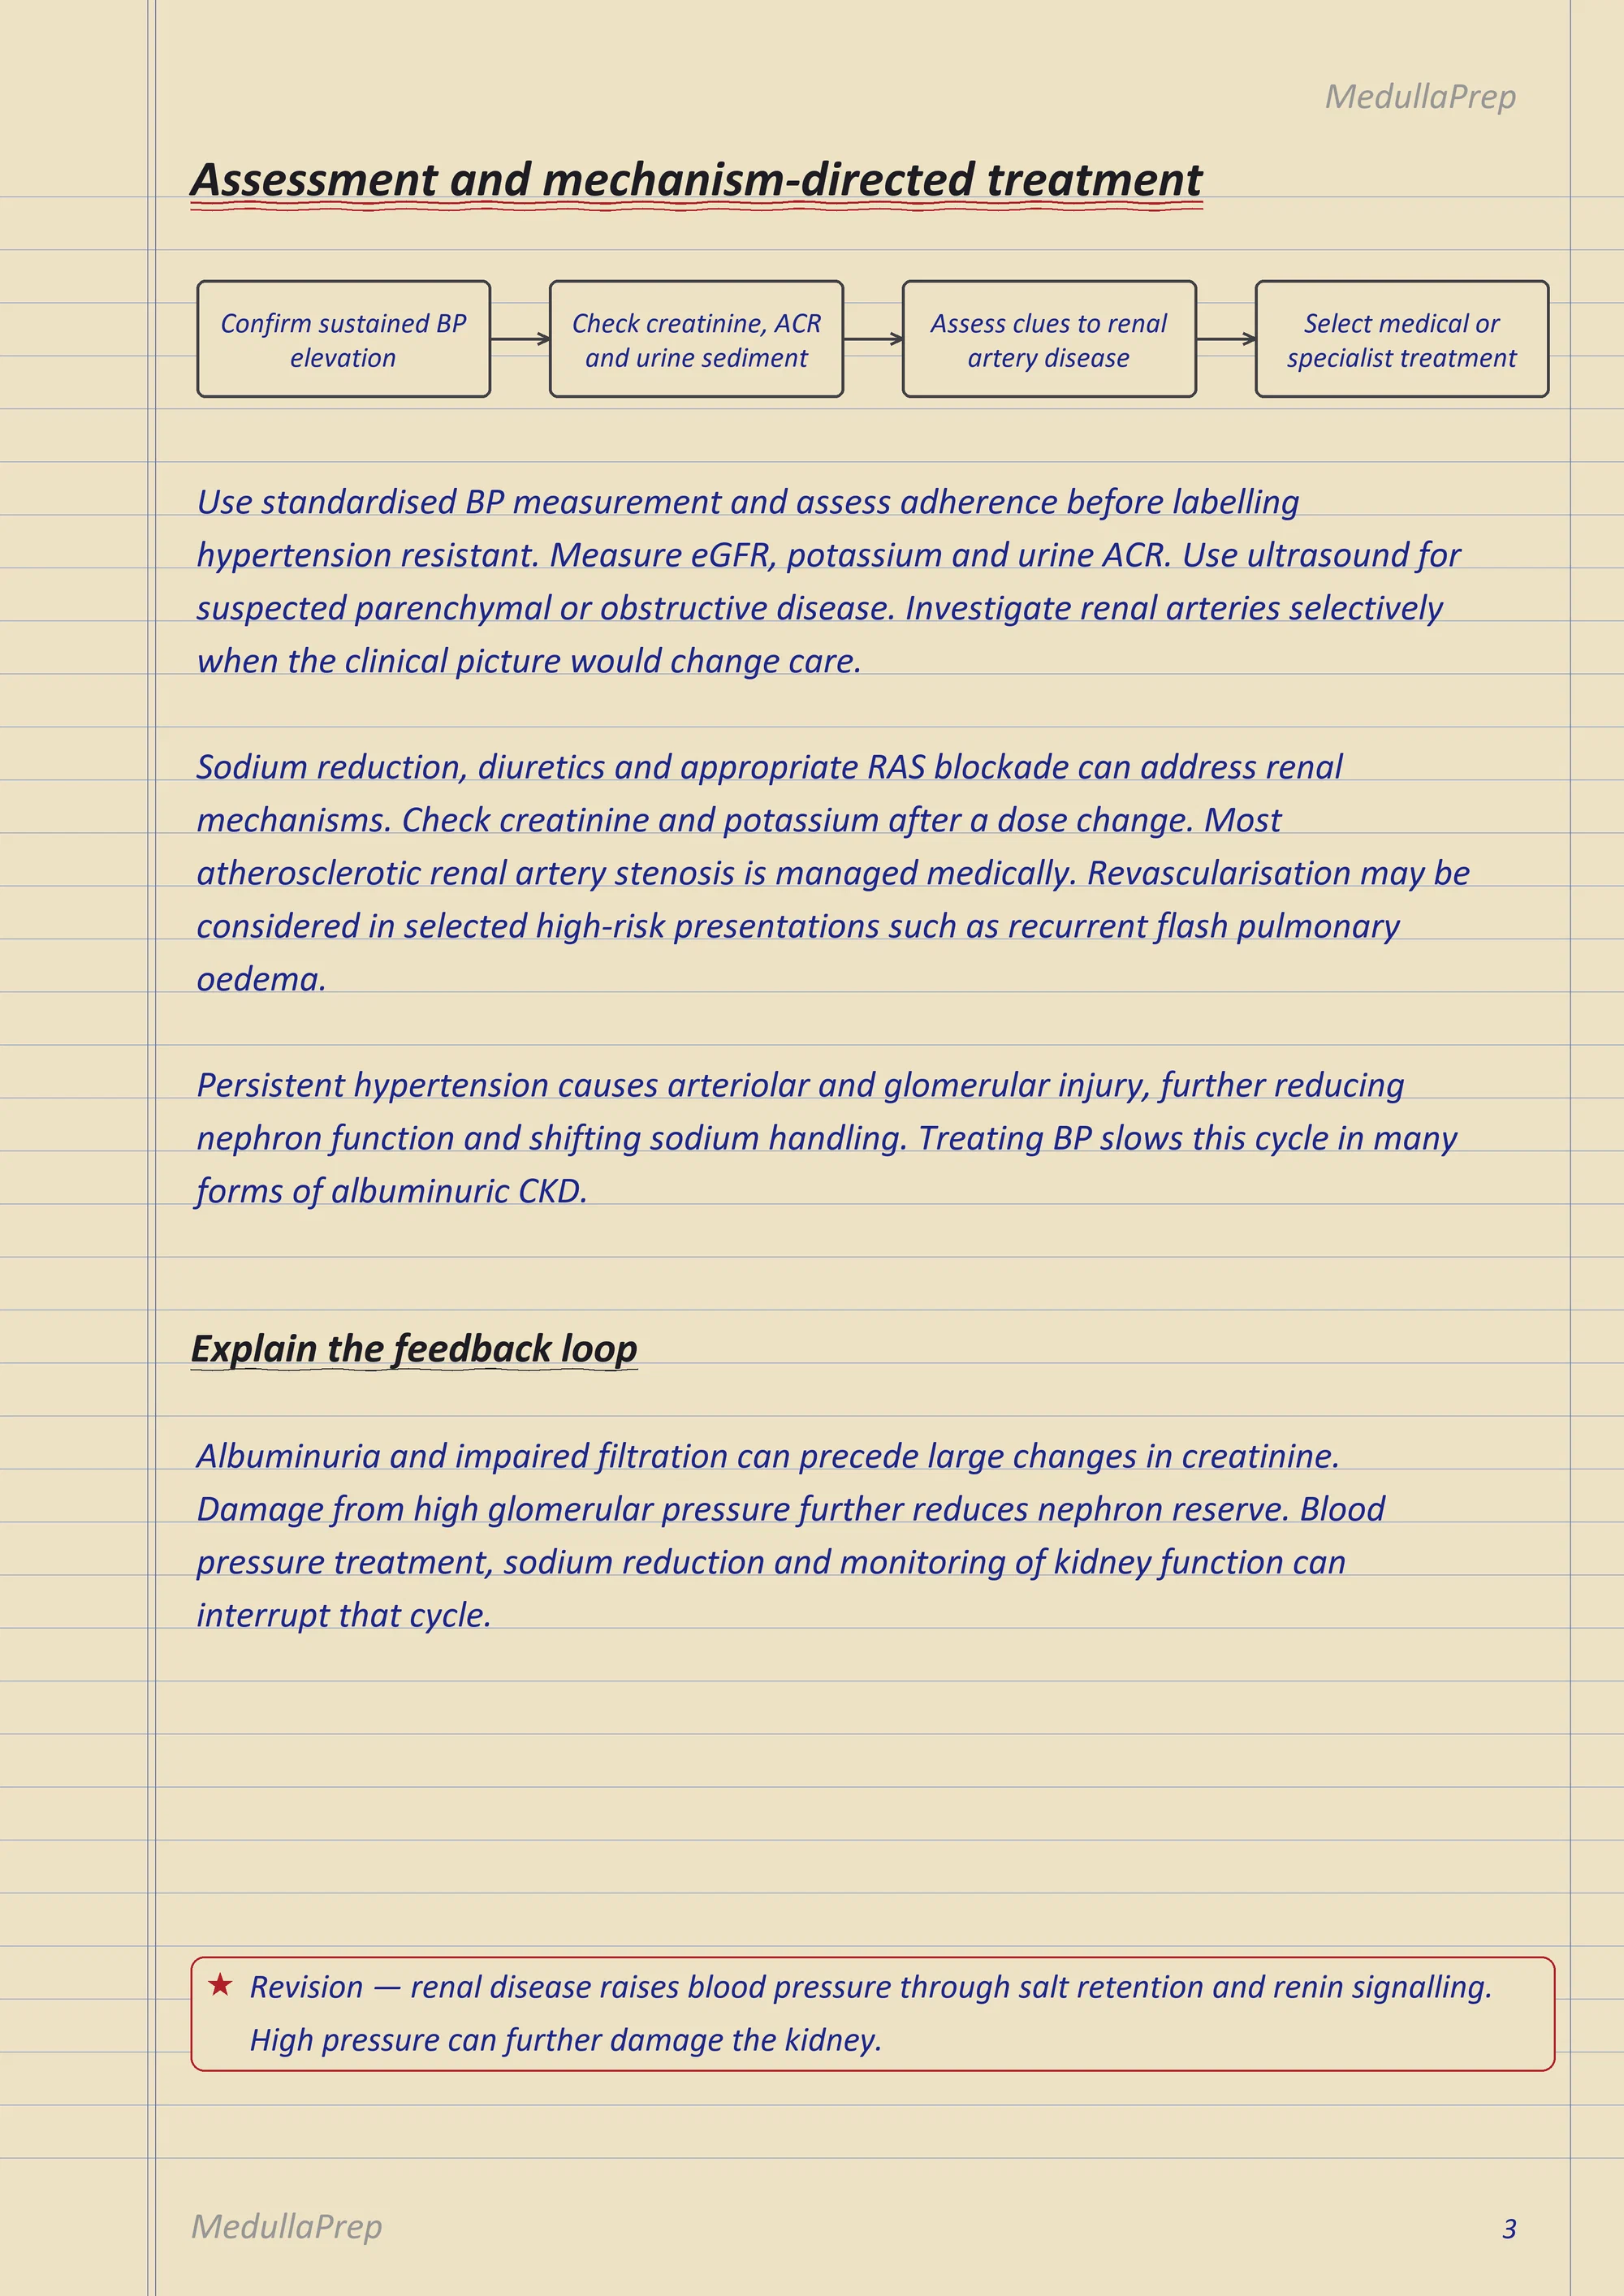 MedullaPrep
Assessment and mechanism-directed treatment
Confirm sustained BP
elevation
Check creatinine, ACR
and urine sediment
Assess clues to renal
artery disease
Select medical or
specialist treatment
Use standardised BP measurement and assess adherence before labelling
hypertension resistant. Measure eGFR, potassium and urine ACR. Use ultrasound for
suspected parenchymal or obstructive disease. Investigate renal arteries selectively
when the clinical picture would change care.
Sodium reduction, diuretics and appropriate RAS blockade can address renal
mechanisms. Check creatinine and potassium after a dose change. Most
atherosclerotic renal artery stenosis is managed medically. Revascularisation may be
considered in selected high-risk presentations such as recurrent flash pulmonary
oedema.
Persistent hypertension causes arteriolar and glomerular injury, further reducing
nephron function and shifting sodium handling. Treating BP slows this cycle in many
forms of albuminuric CKD.
Explain the feedback loop
Albuminuria and impaired filtration can precede large changes in creatinine.
Damage from high glomerular pressure further reduces nephron reserve. Blood
pressure treatment, sodium reduction and monitoring of kidney function can
interrupt that cycle.
★ Revision — renal disease raises blood pressure through salt retention and renin signalling.
High pressure can further damage the kidney.
MedullaPrep
3